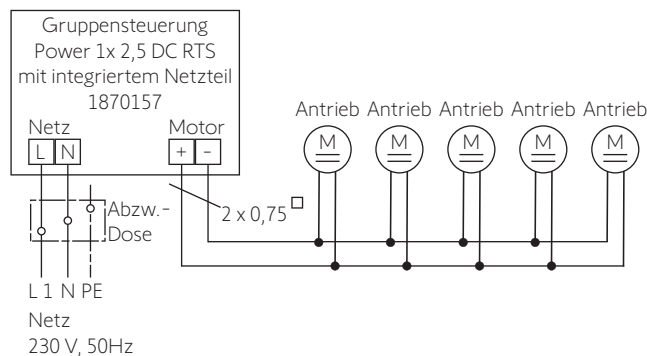 Gruppensteuerung
Power 1x 2,5 DC RTS
mit integriertem Netzteil
1870157
Netz Motor
L N + -
Antrieb Antrieb Antrieb Antrieb Antrieb
M M M M M
Abzw.-
Dose
2 x 0,75
L 1 N PE
Netz
230 V, 50Hz